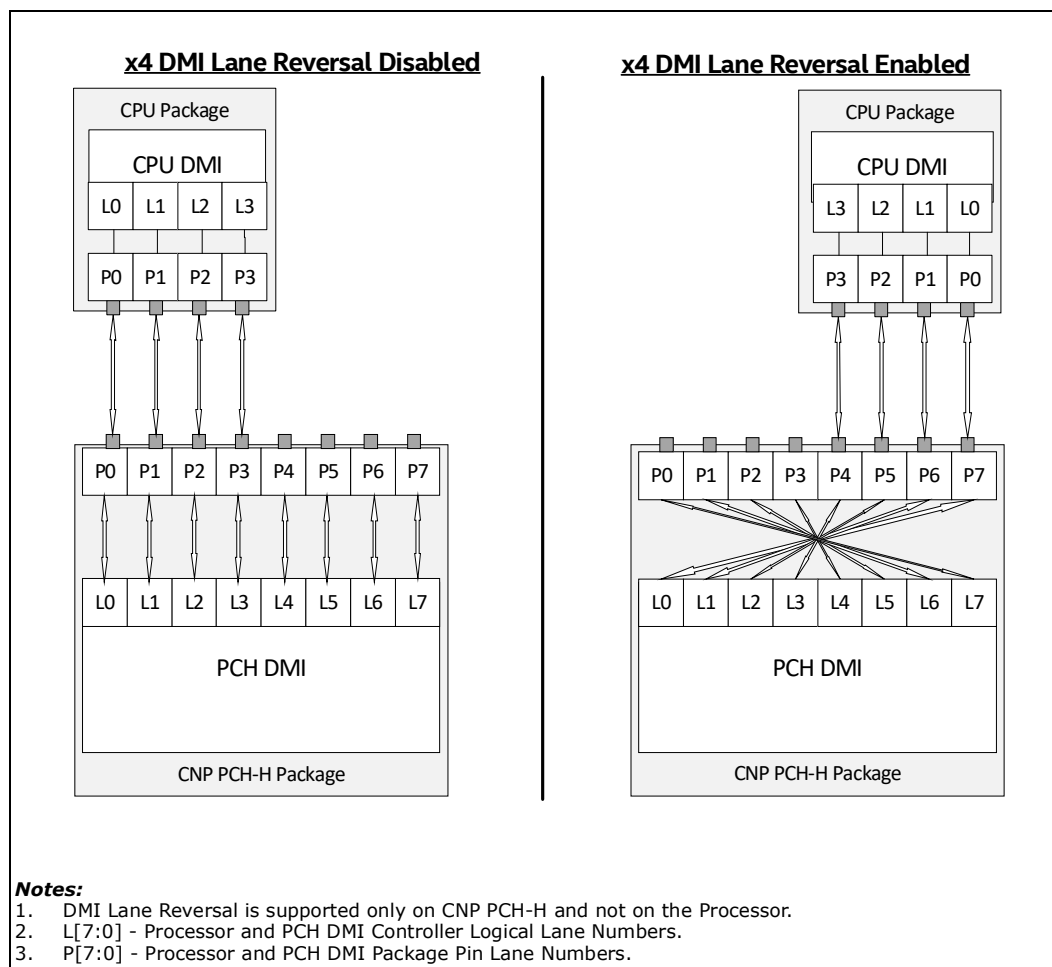 x4 DMI Lane Reversal Disabled
CPU Package
CPU DMI
L0 L1 L2 L3
P0 P1 P2 P3
P0 P1 P2 P3 P4 P5 P6 P7
L0 L1 L2 L3 L4 L5 L6 L7
PCH DMI
CNP PCH-H Package
x4 DMI Lane Reversal Enabled
CPU Package
CPU DMI
L3 L2 L1 L0
P3 P2 P1 P0
P0 P1 P2 P3 P4 P5 P6 P7
L0 L1 L2 L3 L4 L5 L6 L7
PCH DMI
CNP PCH-H Package
Notes:
1. DMI Lane Reversal is supported only on CNP PCH-H and not on the Processor.
2. L[7:0] - Processor and PCH DMI Controller Logical Lane Numbers.
3. P[7:0] - Processor and PCH DMI Package Pin Lane Numbers.